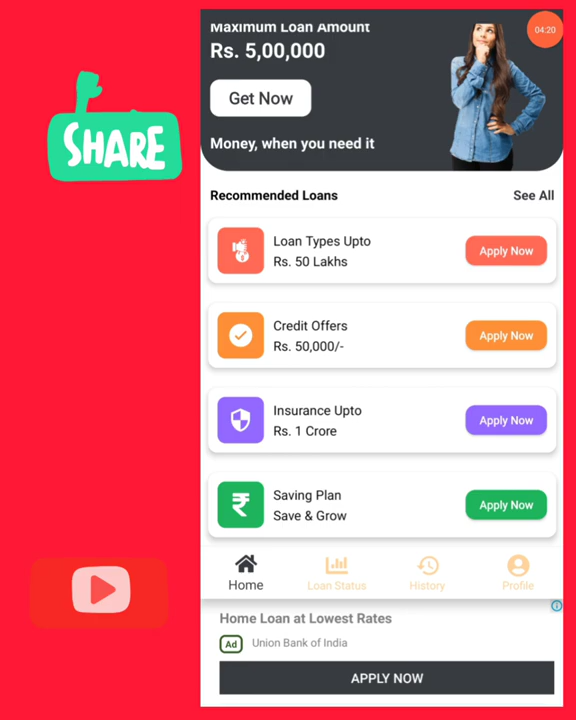 Maximum Loan Amount
04:20
Rs. 5,00,000
Get Now
Money, when you need it
SHARE
Recommended Loans
See All
Loan Types Upto
Rs. 50 Lakhs
Apply Now
Credit Offers
Rs. 50,000/-
Apply Now
Insurance Upto
Rs. 1 Crore
Apply Now
Saving Plan
Save & Grow
Apply Now
Home
Loan Status
History
Profile
Home Loan at Lowest Rates
Ad
Union Bank of India
APPLY NOW